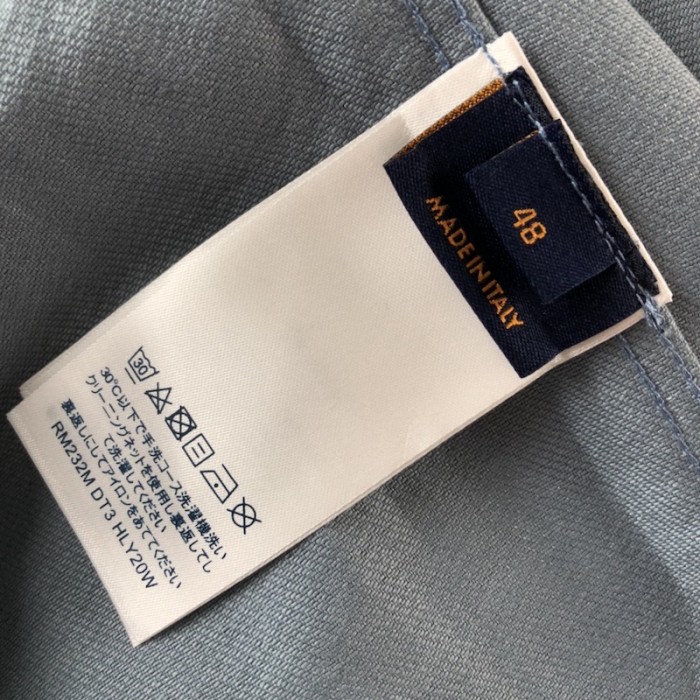 48
MADE IN ITALY
30
30℃以下で手洗コース洗濯機洗い
クリーニングネットを使用し裏返してし
て洗濯してください
裏返しにしてアイロンをあててください
RM232M DT3 HLY20W